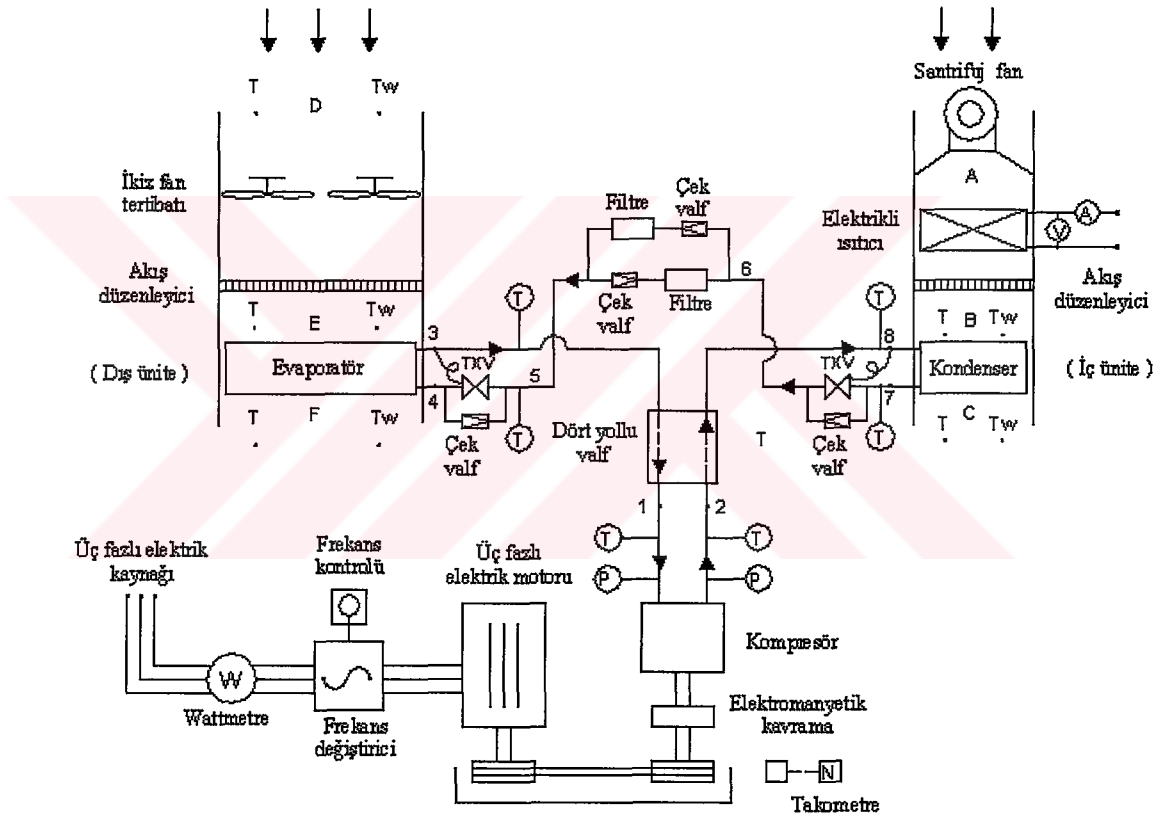 T
Tw
D
İkiz fan
tertibatı
Akış
düzenleyici
T
E
Tw
( Dış ünite )
Evaporatör
3
4
T
F
Tw
T
TXV
5
T
Çek
valf
Filtre
Çek
valf
Çek
valf
Filtre
6
Santrifüj fan
A
Elektrikli
ısıtıcı
A
V
Akış
düzenleyici
T
T
B
Tw
8
TXV
Kondenser
( İç ünite )
7
T
C
Tw
T
Çek
valf
Dört yollu
valf
T
1
2
T
T
P
P
Kompresör
Elektromanyetik
kavrama
N
Takometre
Üç fazlı elektrik
kaynağı
Frekans
kontrolü
Üç fazlı
elektrik motoru
W
Wattmetre
Frekans
değiştirici